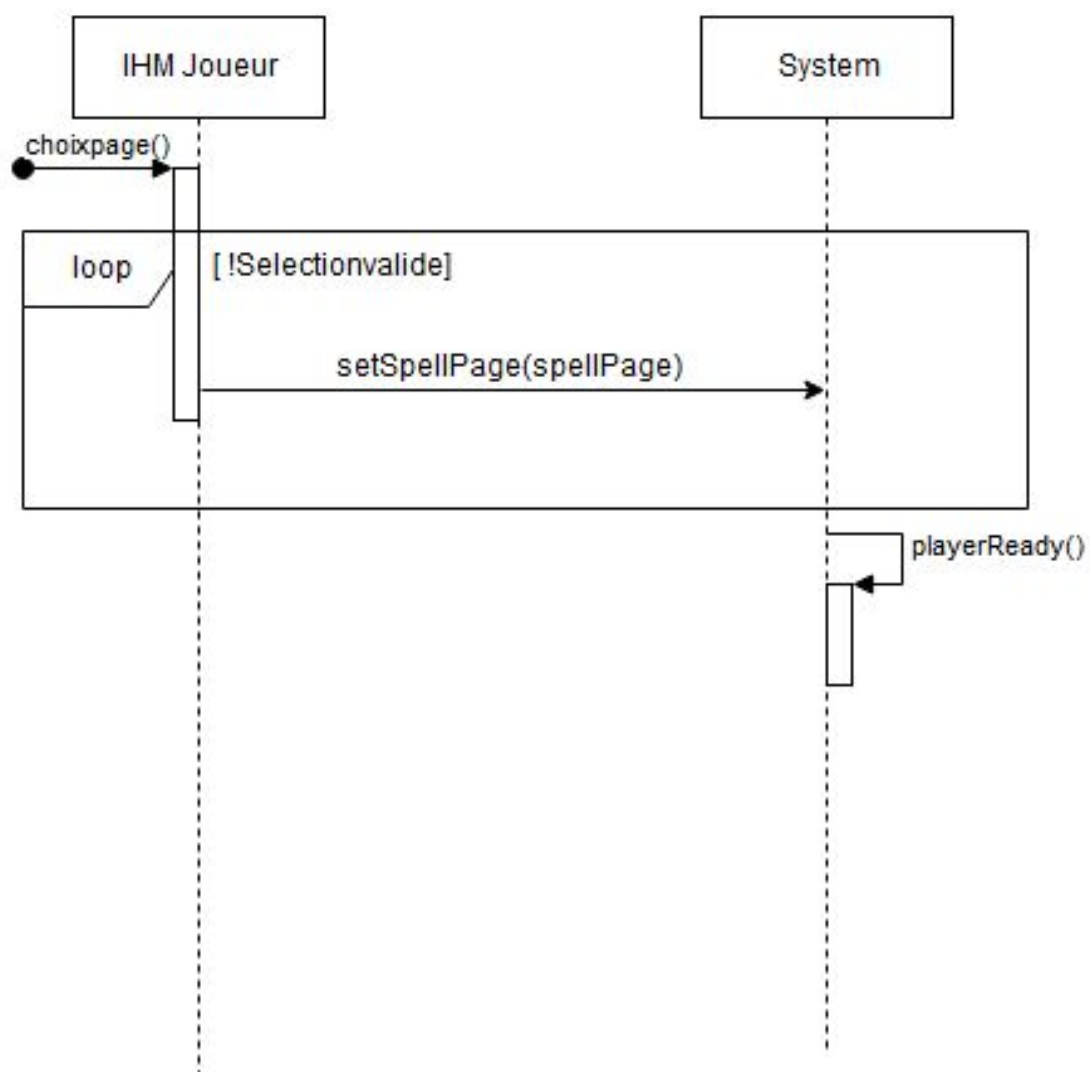 IHM Joueur
System
choixpage()
loop
[ !Selectionvalide]
setSpellPage(spellPage)
playerReady()